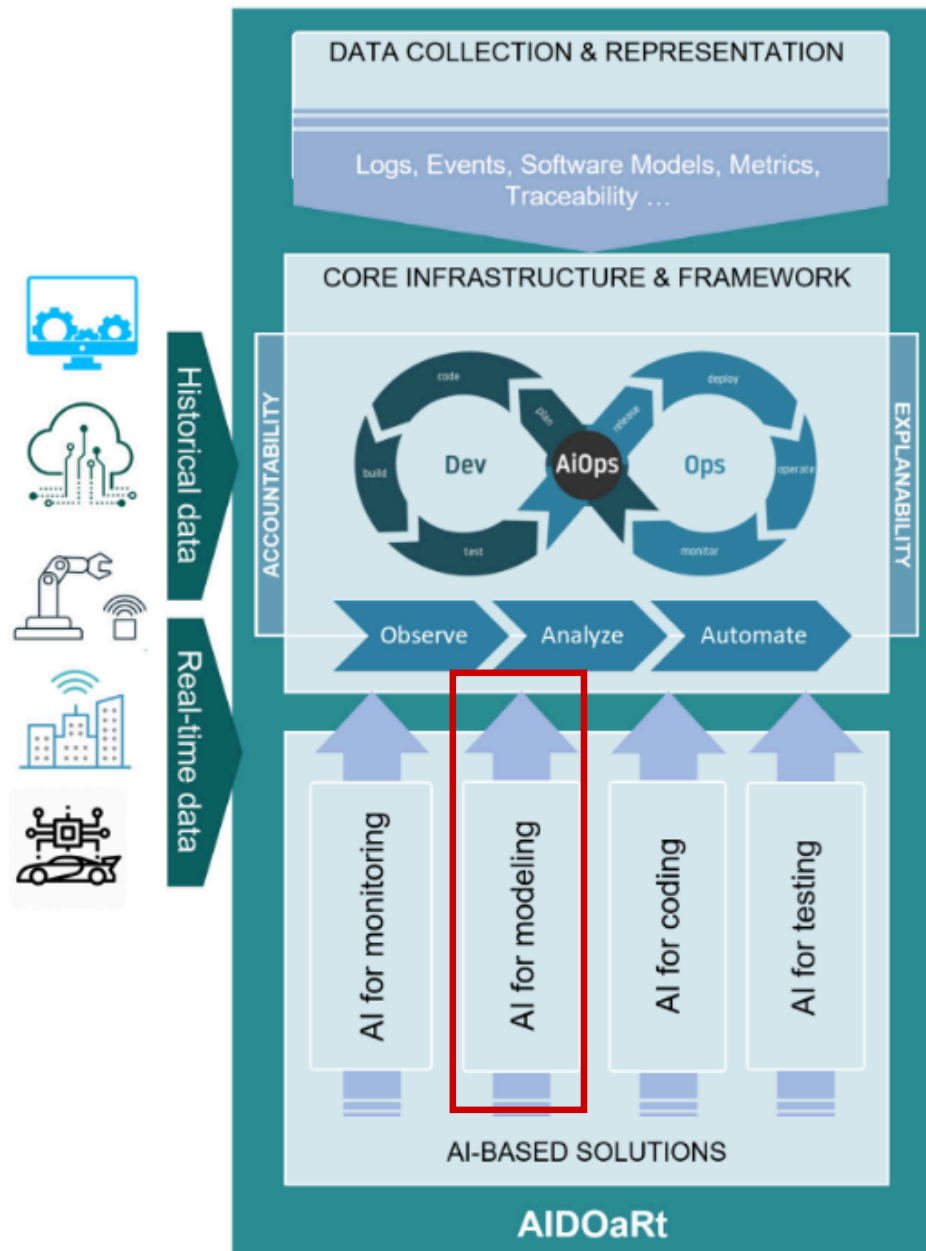 DATA COLLECTION & REPRESENTATION
Logs, Events, Software Models, Metrics,
Traceability ...
CORE INFRASTRUCTURE & FRAMEWORK
Historical data
Real-time data
ACCOUNTABILITY
EXPLANABILITY
code
plan
build
test
Dev
AiOps
Ops
release
deploy
operate
monitor
Observe
Analyze
Automate
AI for monitoring
AI for modeling
AI for coding
AI for testing
AI-BASED SOLUTIONS
AIDOaRt